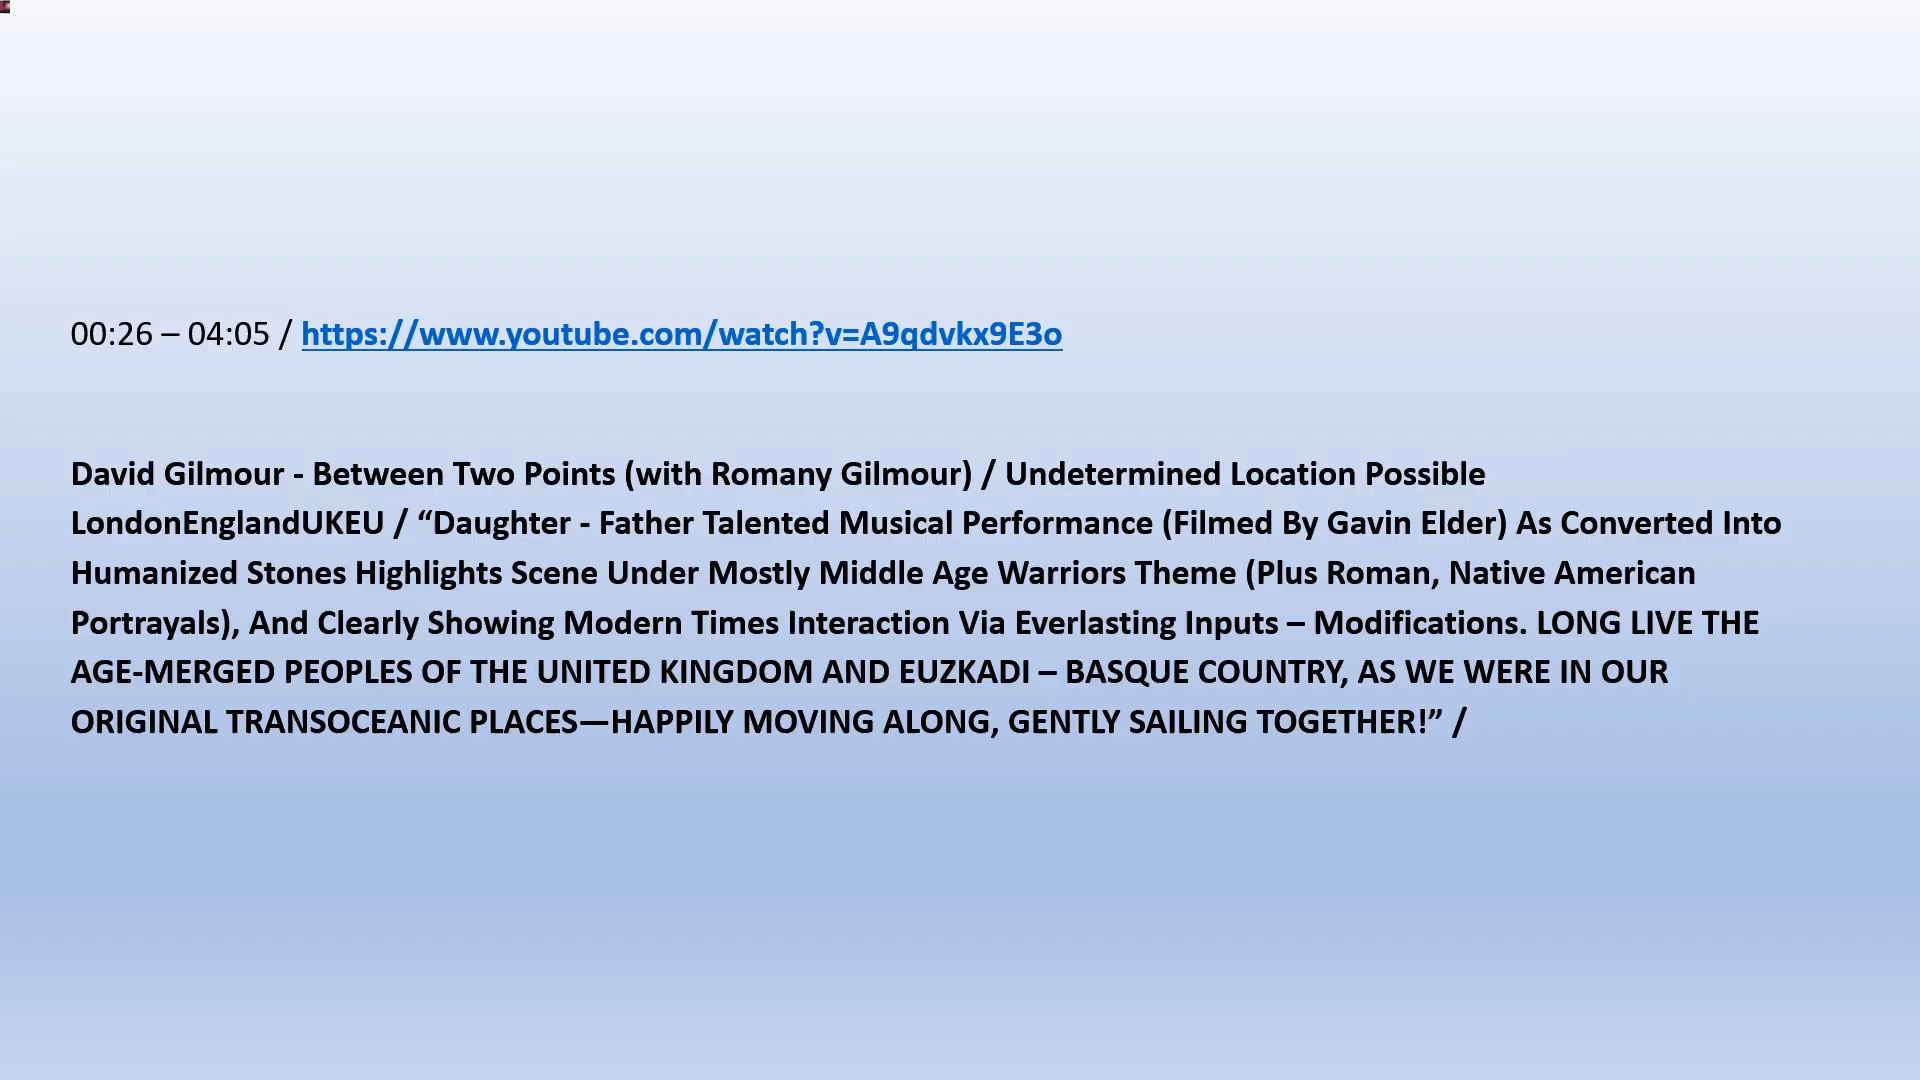 00:26 – 04:05 / https://www.youtube.com/watch?v=A9qdvkx9E3o
David Gilmour - Between Two Points (with Romany Gilmour) / Undetermined Location Possible
LondonEnglandUKEU / “Daughter - Father Talented Musical Performance (Filmed By Gavin Elder) As Converted Into
Humanized Stones Highlights Scene Under Mostly Middle Age Warriors Theme (Plus Roman, Native American
Portrayals), And Clearly Showing Modern Times Interaction Via Everlasting Inputs – Modifications. LONG LIVE THE
AGE-MERGED PEOPLES OF THE UNITED KINGDOM AND EUZKADI – BASQUE COUNTRY, AS WE WERE IN OUR
ORIGINAL TRANSOCEANIC PLACES—HAPPILY MOVING ALONG, GENTLY SAILING TOGETHER!” /